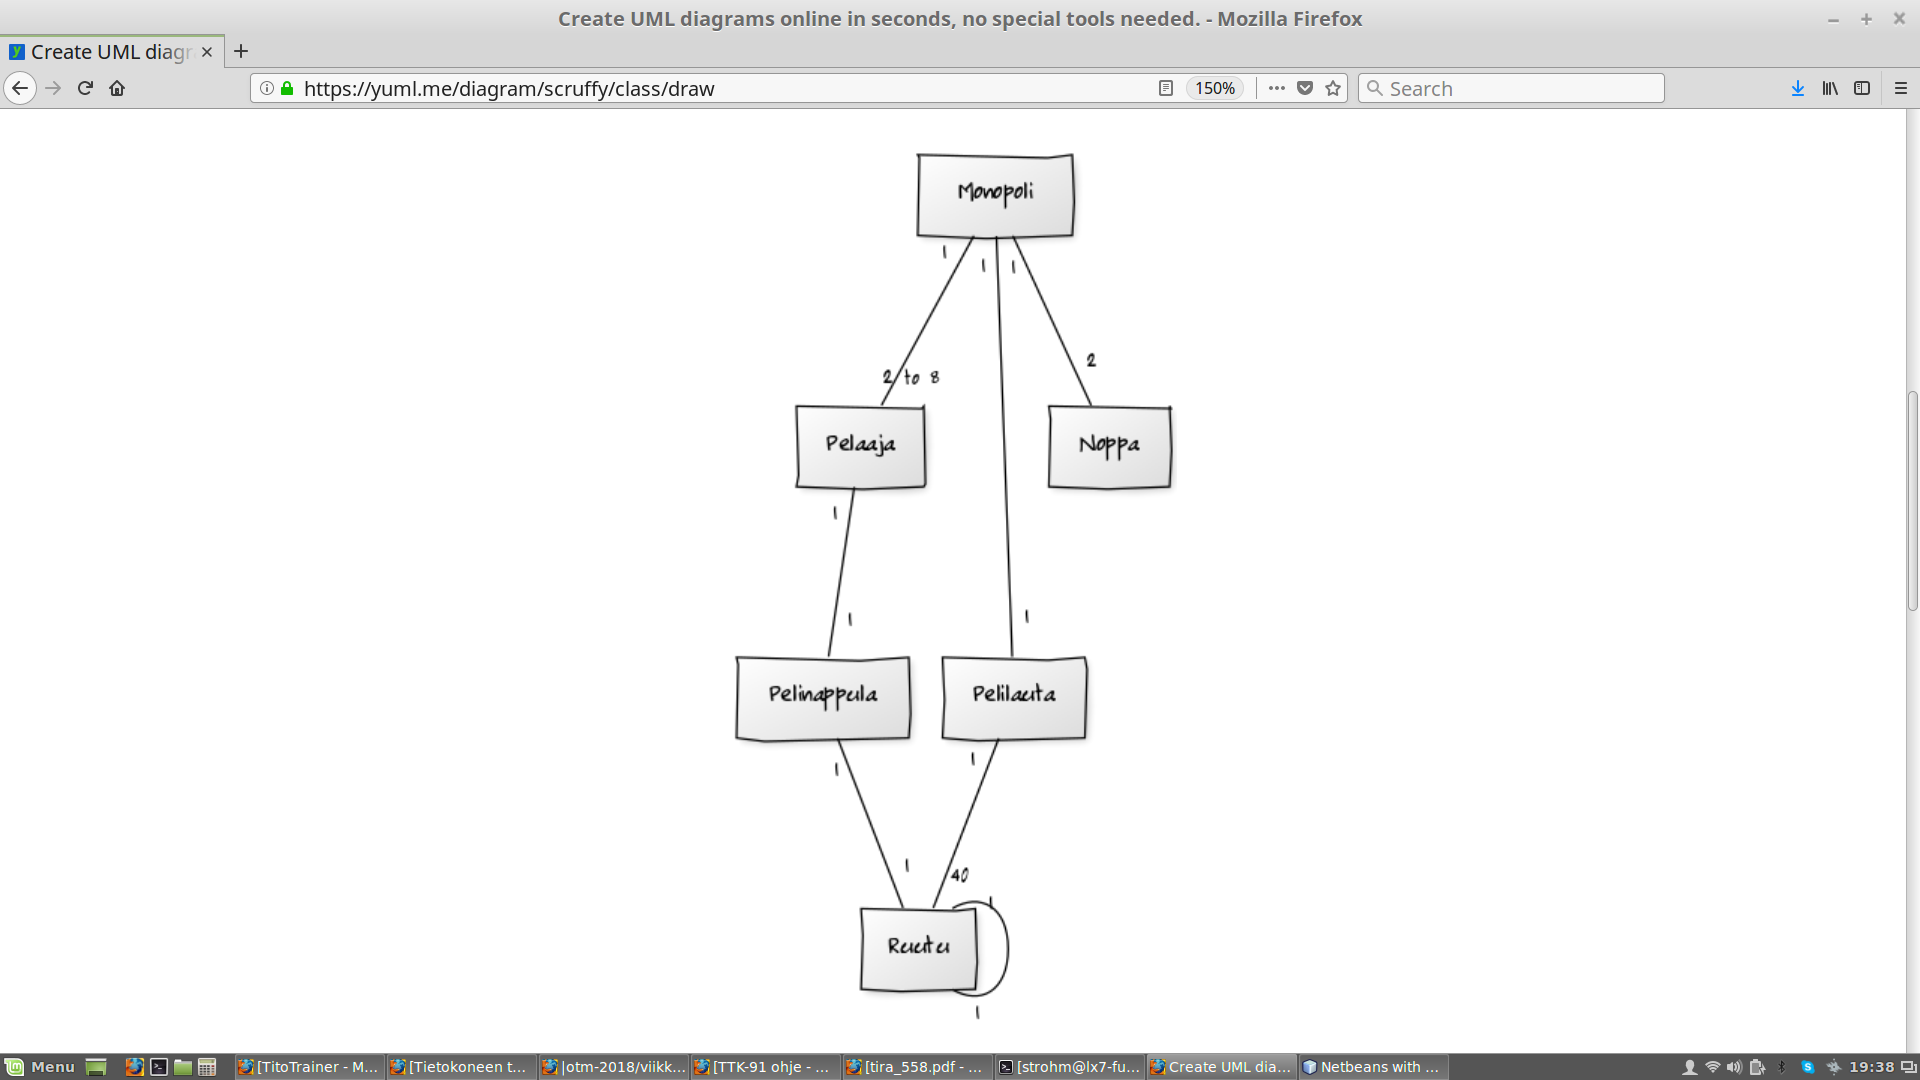 Create UML diagrams online in seconds, no special tools needed. - Mozilla Firefox
Create UML diagr
https://yuml.me/diagram/scruffy/class/draw
150%
Search
Monopoli
1
1
1
2
2 to 8
Pelaaja
Noppa
1
1
1
Pelinappula
Pelilauta
1
1
1
40
1
Ruutu
1
Menu
[TitoTrainer - M...
[Tietokoneen t...
|otm-2018/viikk...
[TTK-91 ohje - ...
[tira_558.pdf - ...
[strohm@lx7-fu...
Create UML dia...
Netbeans with ...
19:38